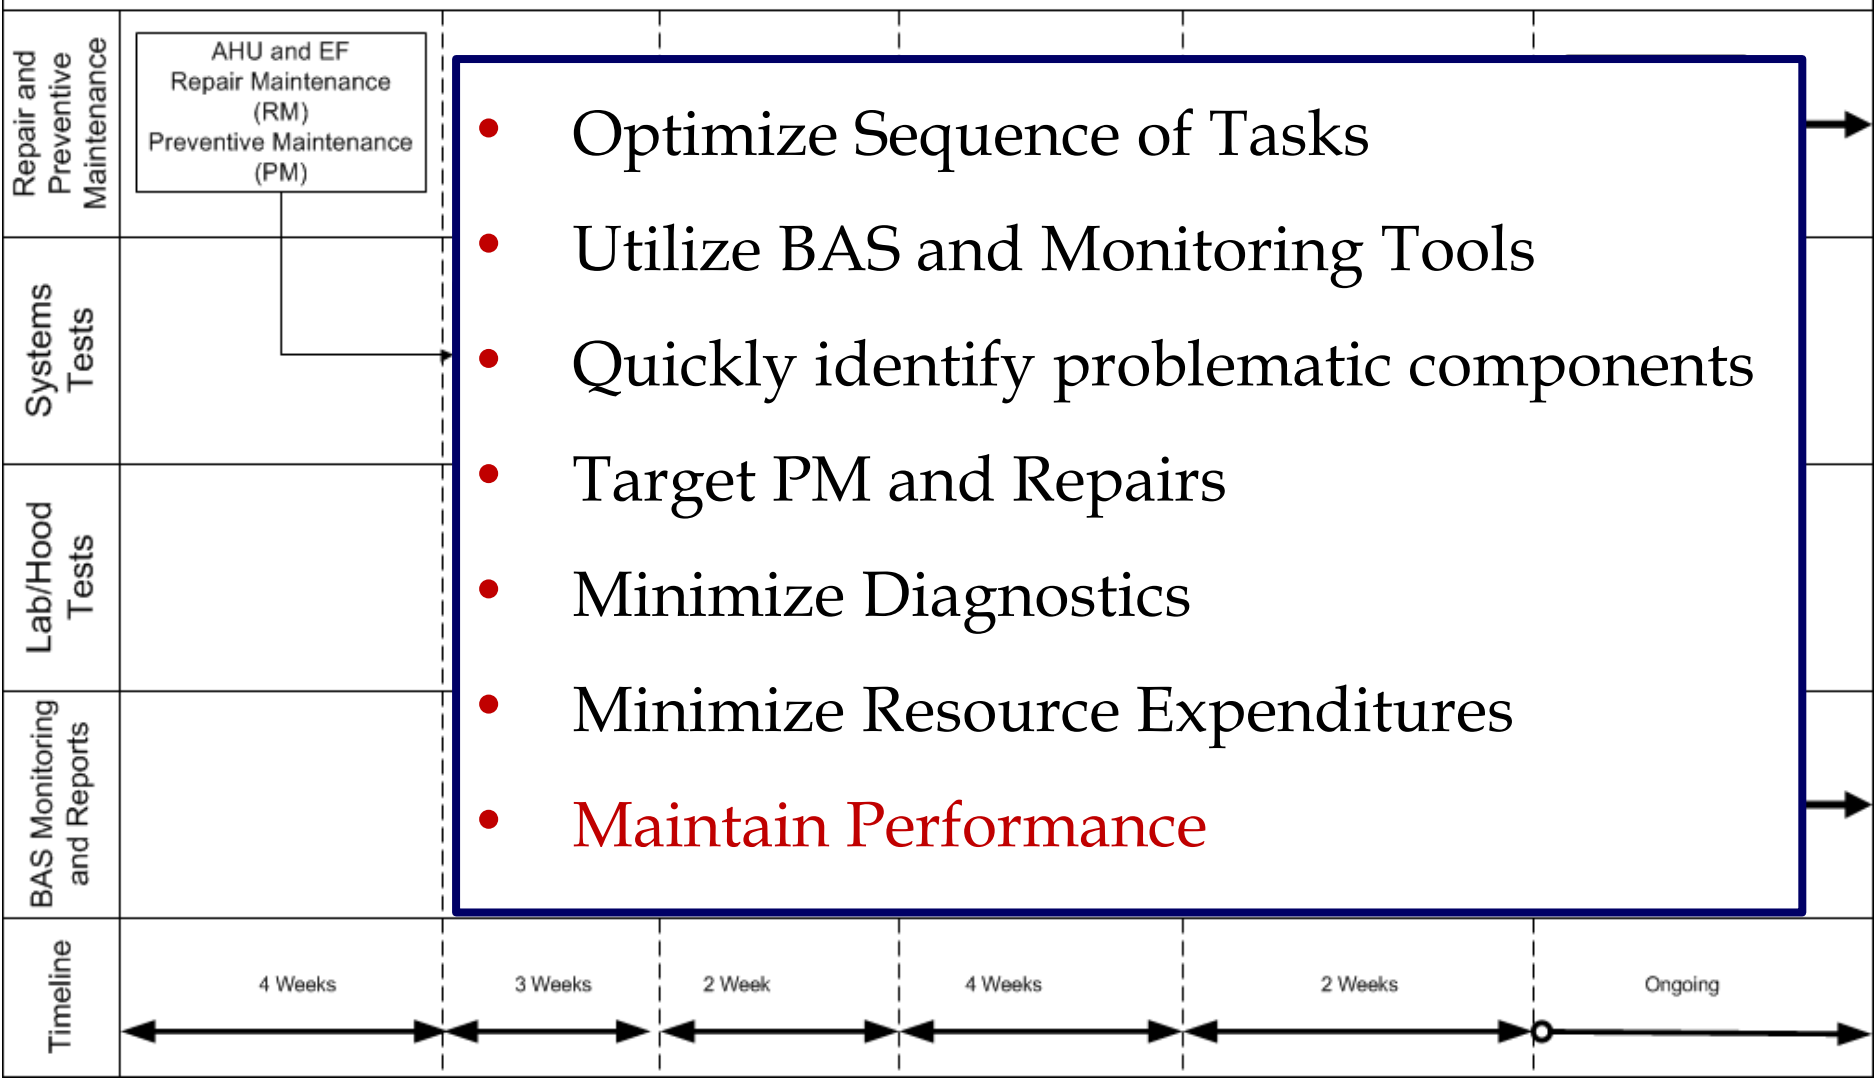 Repair and
Preventive
Maintenance
AHU and EF
Repair Maintenance
(RM)
Preventive Maintenance
(PM)
• Optimize Sequence of Tasks
• Utilize BAS and Monitoring Tools
• Quickly identify problematic components
• Target PM and Repairs
• Minimize Diagnostics
• Minimize Resource Expenditures
• Maintain Performance
Systems
Tests
Lab/Hood
Tests
BAS Monitoring
and Reports
Timeline
4 Weeks
3 Weeks
2 Week
4 Weeks
2 Weeks
Ongoing